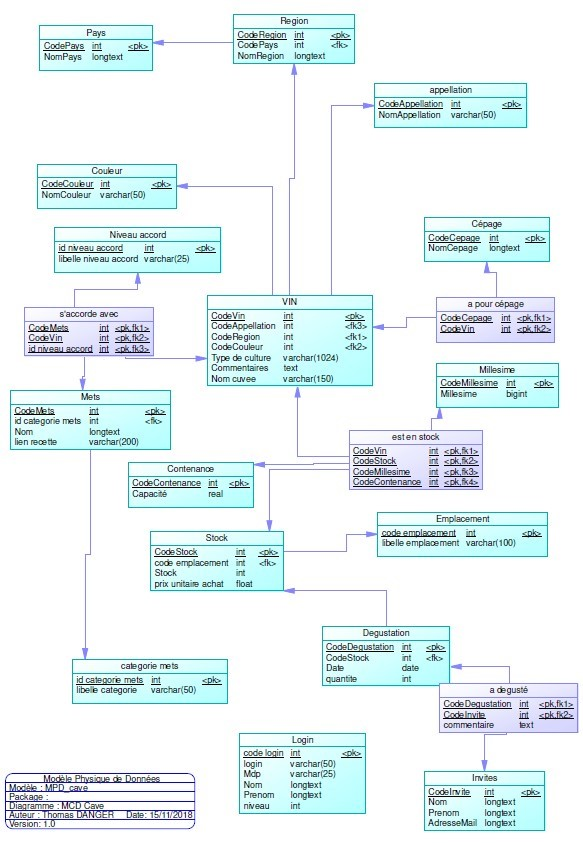 Pays
CodePays int <pk>
NomPays longtext
Region
CodeRegion int <pk>
CodePays int <fk>
NomRegion longtext
appellation
CodeAppellation int <pk>
NomAppellation varchar(50)
Couleur
CodeCouleur int <pk>
NomCouleur varchar(50)
Niveau accord
id niveau accord int <pk>
libelle niveau accord varchar(25)
Cépage
CodeCepage int <pk>
NomCepage longtext
s'accorde avec
CodeMets int <pk,fk1>
CodeVin int <pk,fk2>
id niveau accord int <pk,fk3>
VIN
CodeVin int <pk>
CodeAppellation int <fk3>
CodeRegion int <fk1>
CodeCouleur int <fk2>
Type de culture varchar(1024)
Commentaires text
Nom cuvee varchar(150)
a pour cépage
CodeCepage int <pk,fk1>
CodeVin int <pk,fk2>
Millesime
CodeMillesime int <pk>
Millesime bigint
Mets
CodeMets int <pk>
id categorie mets int <fk>
Nom longtext
lien recette varchar(200)
est en stock
CodeVin int <pk,fk1>
CodeStock int <pk,fk2>
CodeMillesime int <pk,fk3>
CodeContenance int <pk,fk4>
Contenance
CodeContenance int <pk>
Capacité real
Stock
CodeStock int <pk>
code emplacement int <fk>
Stock int
prix unitaire achat float
Emplacement
code emplacement int <pk>
libelle emplacement varchar(100)
Degustation
CodeDegustation int <pk>
CodeStock int <fk>
Date date
quantite int
categorie mets
id categorie mets int <pk>
libelle categorie varchar(50)
a degusté
CodeDegustation int <pk,fk1>
CodeInvite int <pk,fk2>
commentaire text
Login
code login int <pk>
login varchar(50)
Mdp varchar(25)
Nom longtext
Prenom longtext
niveau int
Invites
CodeInvite int <pk>
Nom longtext
Prenom longtext
AdresseMail longtext
Modèle Physique de Données
Modèle : MPD_cave
Package :
Diagramme : MCD Cave
Auteur : Thomas DANGER Date: 15/11/2018
Version: 1.0